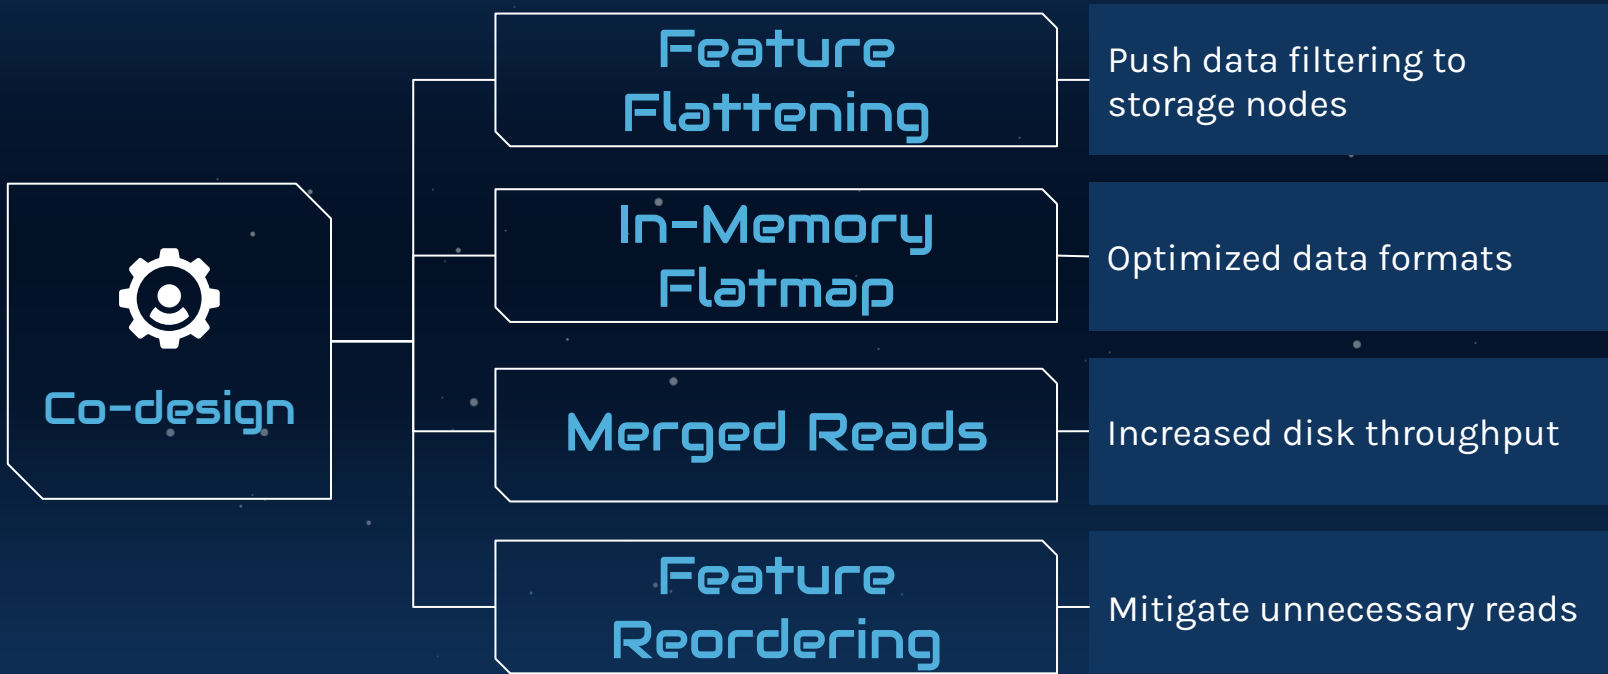 Feature
Flattening
Push data filtering to
storage nodes
In-Memory
Flatmap
Optimized data formats
Co-design
Merged Reads
Increased disk throughput
Feature
Reordering
Mitigate unnecessary reads